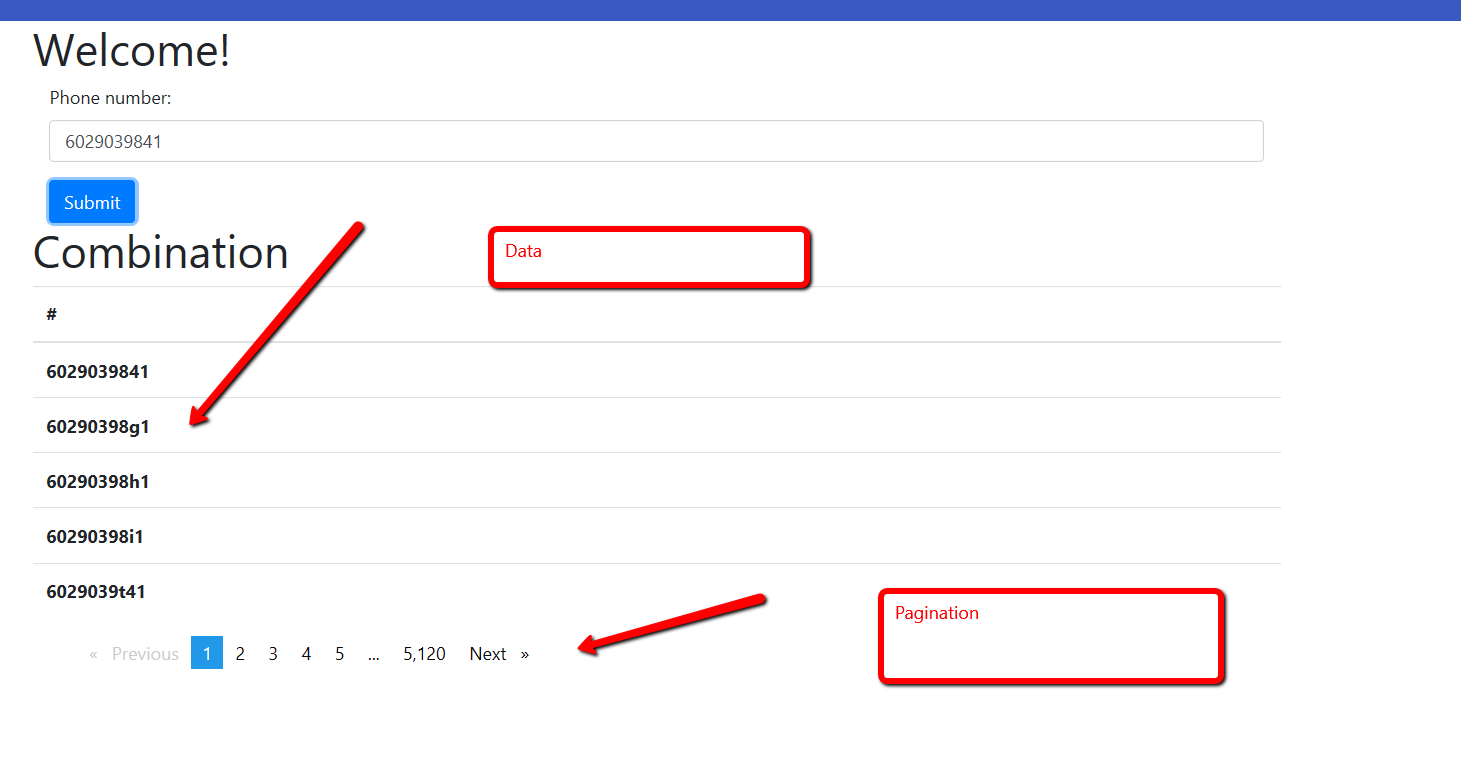 Welcome!
Phone number:
6029039841
Submit
Combination
Data
#
6029039841
60290398g1
60290398h1
60290398i1
6029039t41
Pagination
« Previous 1 2 3 4 5 ... 5,120 Next »